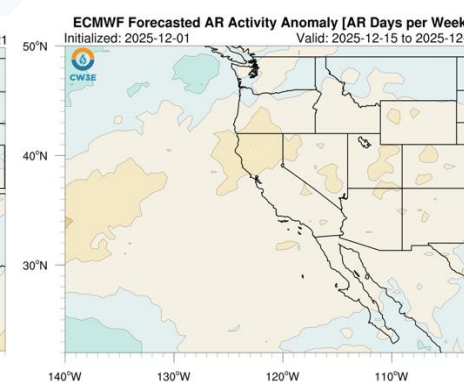 ECMWF Forecasted AR Activity Anomaly [AR Days per Week
Initialized: 2025-12-01 Valid: 2025-12-15 to 2025-12-
50°N
CW3E
40°N
30°N
140°W 130°W 120°W 110°W